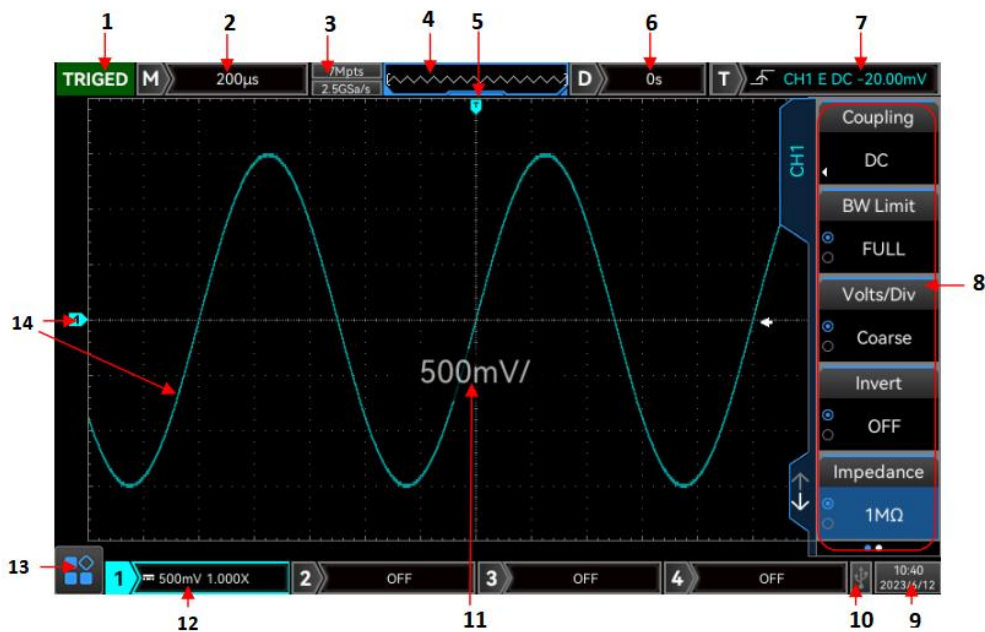 1 2 3 4 5 6 7
TRIGED M 200μs 7Mpts D 0s T CH1 E DC -20.00mV
2.5GSa/s
T
Coupling
CH1
DC
BW Limit
FULL
8
Volts/Div
14
Coarse
500mV/
Invert
OFF
Impedance
1MΩ
13
1 500mV 1.000X 2 OFF 3 OFF 4 OFF 10:40
2023/6/12
12 11 10 9